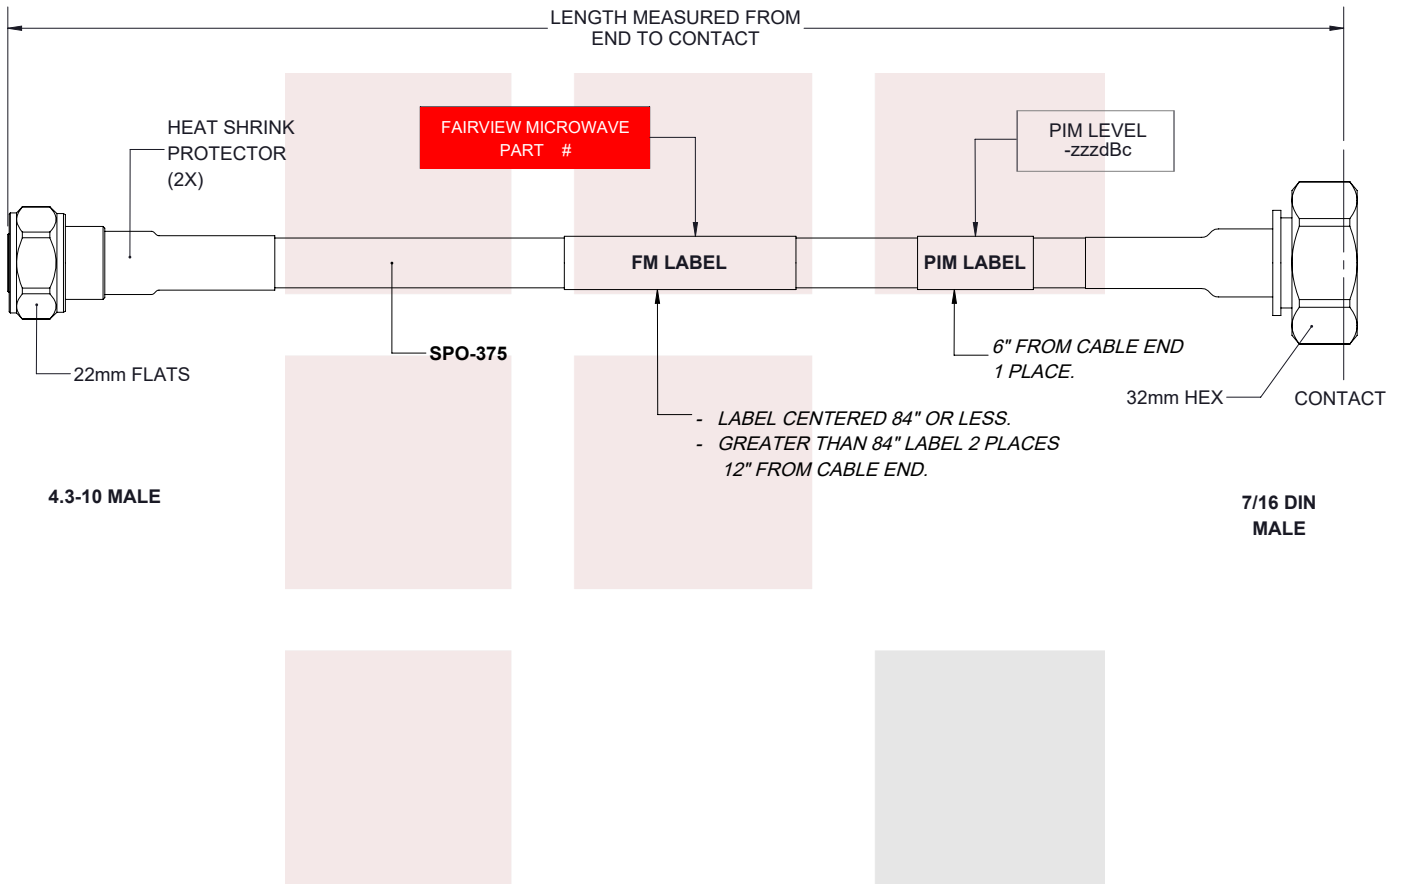 LENGTH MEASURED FROM
END TO CONTACT
HEAT SHRINK
PROTECTOR
(2X)
FAIRVIEW MICROWAVE
PART #
PIM LEVEL
-zzzdBc
FM LABEL
PIM LABEL
SPO-375
22mm FLATS
6" FROM CABLE END
1 PLACE.
32mm HEX
CONTACT
- LABEL CENTERED 84" OR LESS.
- GREATER THAN 84" LABEL 2 PLACES
12" FROM CABLE END.
4.3-10 MALE
7/16 DIN
MALE